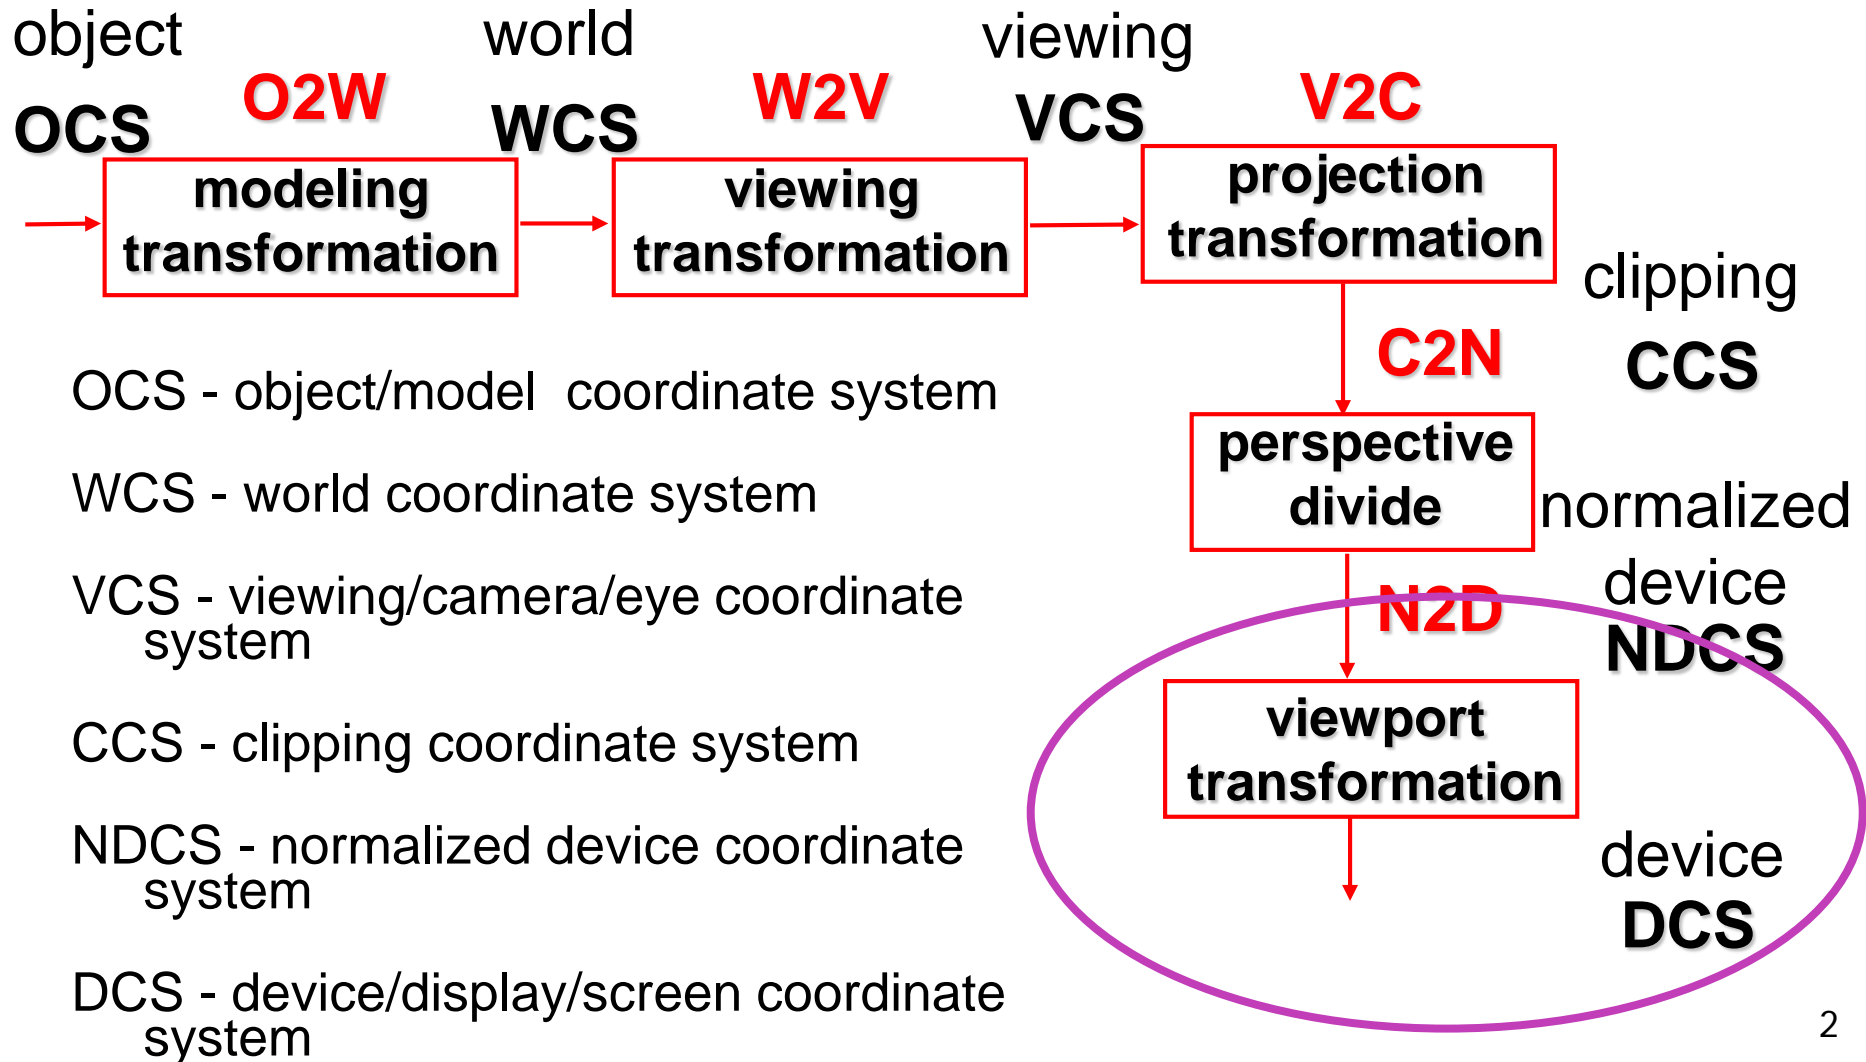 object
world
viewing
O2W
W2V
V2C
OCS
WCS
VCS
modeling
transformation
viewing
transformation
projection
transformation
clipping
C2N
CCS
OCS - object/model  coordinate system
perspective
divide
WCS - world coordinate system
normalized
device
N2D
NDCS
VCS - viewing/camera/eye coordinate
system
viewport
transformation
CCS - clipping coordinate system
NDCS - normalized device coordinate
system
device
DCS
DCS - device/display/screen coordinate
system
2